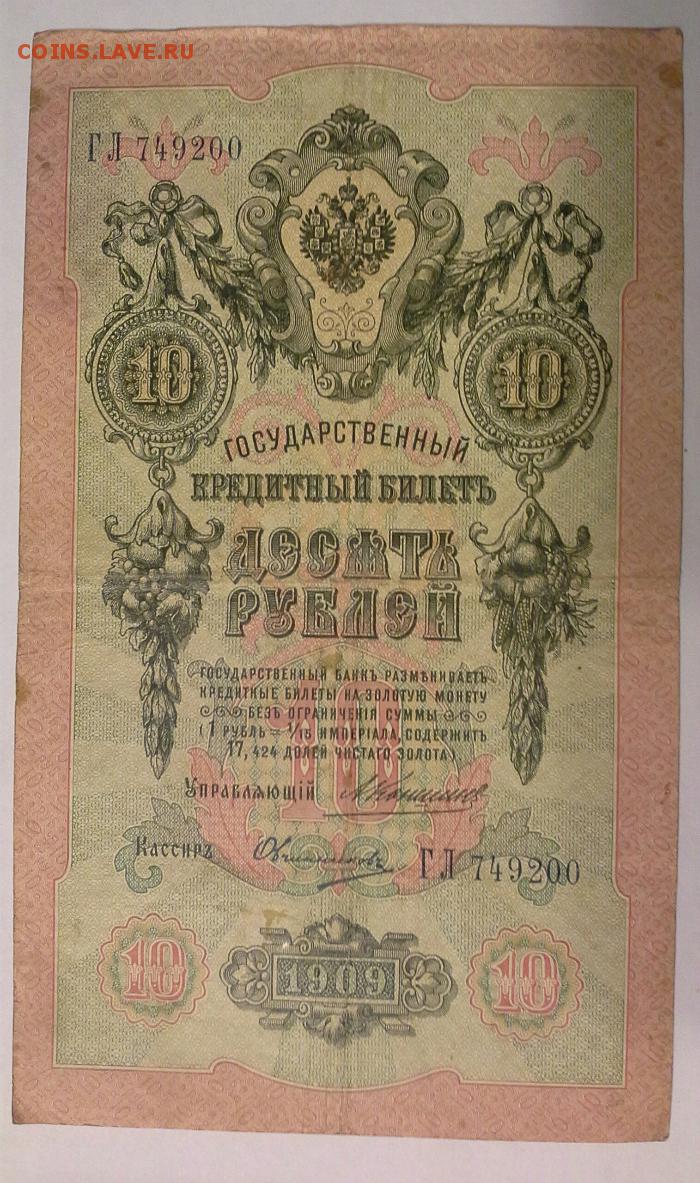 COINS.LAVE.RU
ГЛ 749200
10 10
ГОСУДАРСТВЕННЫЙ
КРЕДИТНЫЙ БИЛЕТЪ
ДЕСЯТЬ
РУБЛЕЙ
ГОСУДАРСТВЕННЫЙ БАНКЪ РАЗМѢНИВАЕТЪ
КРЕДИТНЫЕ БИЛЕТЫ НА ЗОЛОТУЮ МОНЕТУ
БЕЗЪ ОГРАНИЧЕНІЯ СУММЫ
(1 РУБЛЬ = 1/15 ИМПЕРІАЛА, СОДЕРЖИТЪ
17,424 ДОЛЕЙ ЧИСТАГО ЗОЛОТА).
10
Управляющій
Кассиръ Овчинниковъ
ГЛ 749200
10 1909 10